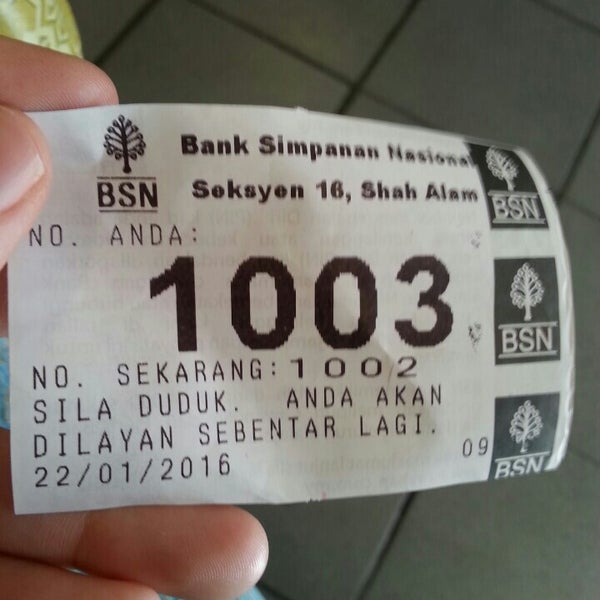 Bank Simpanan Nasional
BSN
Seksyen 16, Shah Alam
NO. ANDA:
1003
NO. SEKARANG: 1002
SILA DUDUK. ANDA AKAN
DILAYAN SEBENTAR LAGI.
22/01/2016
09
BSN
BSN
BSN